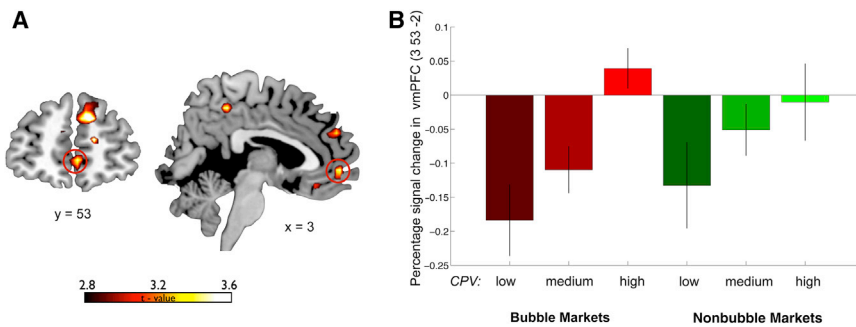 A
y = 53
x = 3
2.8 3.2 3.6
t - value
B
Percentage signal change in vmPFC (3 53 -2)
0.1
0.05
0
-0.05
-0.1
-0.15
-0.2
-0.25
CPV: low medium high low medium high
Bubble Markets Nonbubble Markets